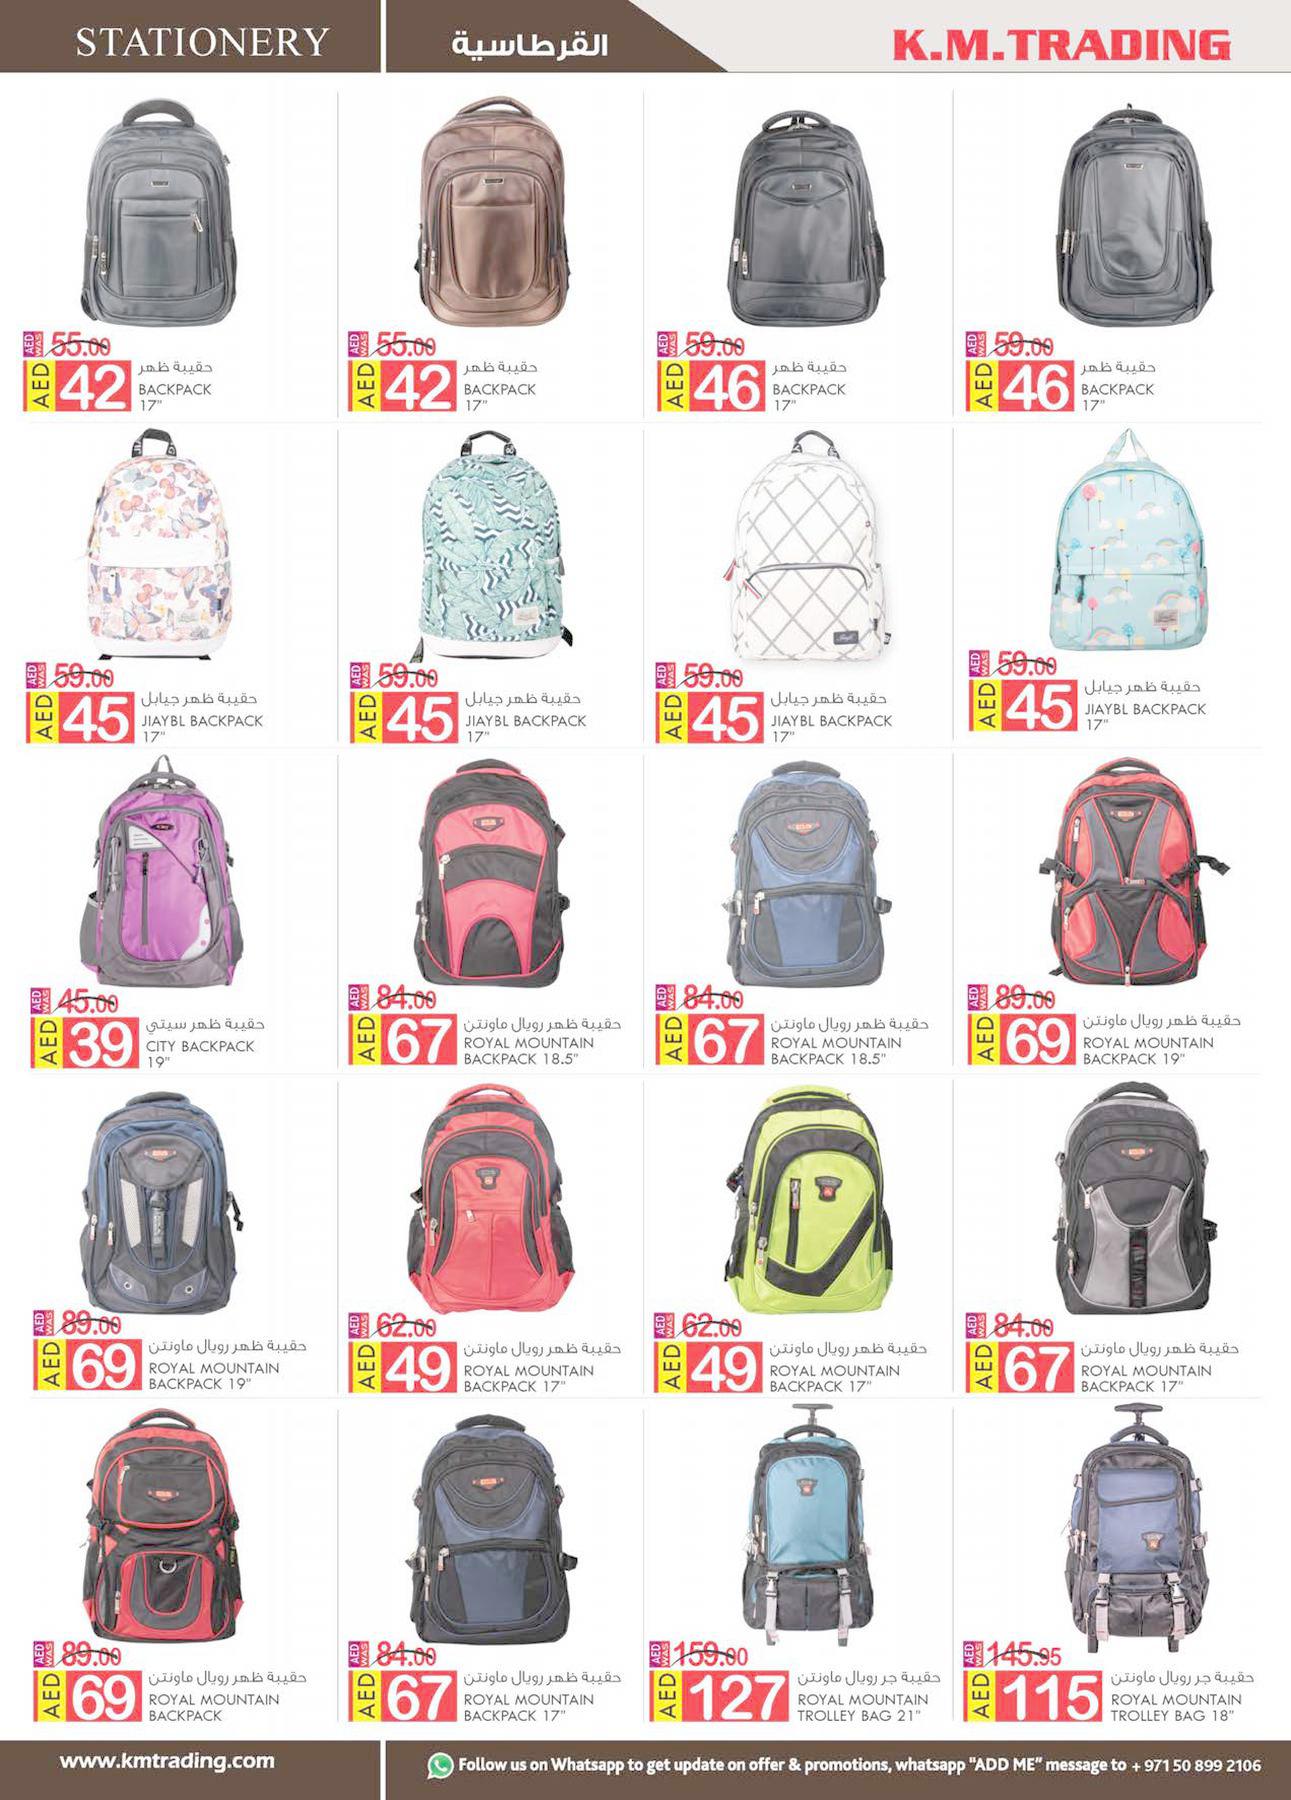 STATIONERY
القرطاسية
K.M.TRADING
AED WAS 55.00
AED 42
حقيبة ظهر
BACKPACK
17"
AED WAS 55.00
AED 42
حقيبة ظهر
BACKPACK
17"
AED WAS 59.00
AED 46
حقيبة ظهر
BACKPACK
17"
AED WAS 59.00
AED 46
حقيبة ظهر
BACKPACK
17"
AED WAS 59.00
AED 45
حقيبة ظهر جيابل
JIAYBL BACKPACK
17"
AED WAS 59.00
AED 45
حقيبة ظهر جيابل
JIAYBL BACKPACK
17"
AED WAS 59.00
AED 45
حقيبة ظهر جيابل
JIAYBL BACKPACK
17"
AED WAS 59.00
AED 45
حقيبة ظهر جيابل
JIAYBL BACKPACK
17"
AED WAS 45.00
AED 39
حقيبة ظهر سيتي
CITY BACKPACK
19"
AED WAS 84.00
AED 67
حقيبة ظهر رويال ماونتن
ROYAL MOUNTAIN
BACKPACK 18.5"
AED WAS 84.00
AED 67
حقيبة ظهر رويال ماونتن
ROYAL MOUNTAIN
BACKPACK 18.5"
AED WAS 89.00
AED 69
حقيبة ظهر رويال ماونتن
ROYAL MOUNTAIN
BACKPACK 19"
AED WAS 89.00
AED 69
حقيبة ظهر رويال ماونتن
ROYAL MOUNTAIN
BACKPACK 19"
AED WAS 62.00
AED 49
حقيبة ظهر رويال ماونتن
ROYAL MOUNTAIN
BACKPACK 17"
AED WAS 62.00
AED 49
حقيبة ظهر رويال ماونتن
ROYAL MOUNTAIN
BACKPACK 17"
AED WAS 84.00
AED 67
حقيبة ظهر رويال ماونتن
ROYAL MOUNTAIN
BACKPACK 17"
AED WAS 89.00
AED 69
حقيبة ظهر رويال ماونتن
ROYAL MOUNTAIN
BACKPACK
AED WAS 84.00
AED 67
حقيبة ظهر رويال ماونتن
ROYAL MOUNTAIN
BACKPACK 17"
AED WAS 159.00
AED 127
حقيبة جر رويال ماونتن
ROYAL MOUNTAIN
TROLLEY BAG 21"
AED WAS 145.95
AED 115
حقيبة جر رويال ماونتن
ROYAL MOUNTAIN
TROLLEY BAG 18"
www.kmtrading.com
Follow us on Whatsapp to get update on offer & promotions, whatsapp "ADD ME" message to + 971 50 899 2106